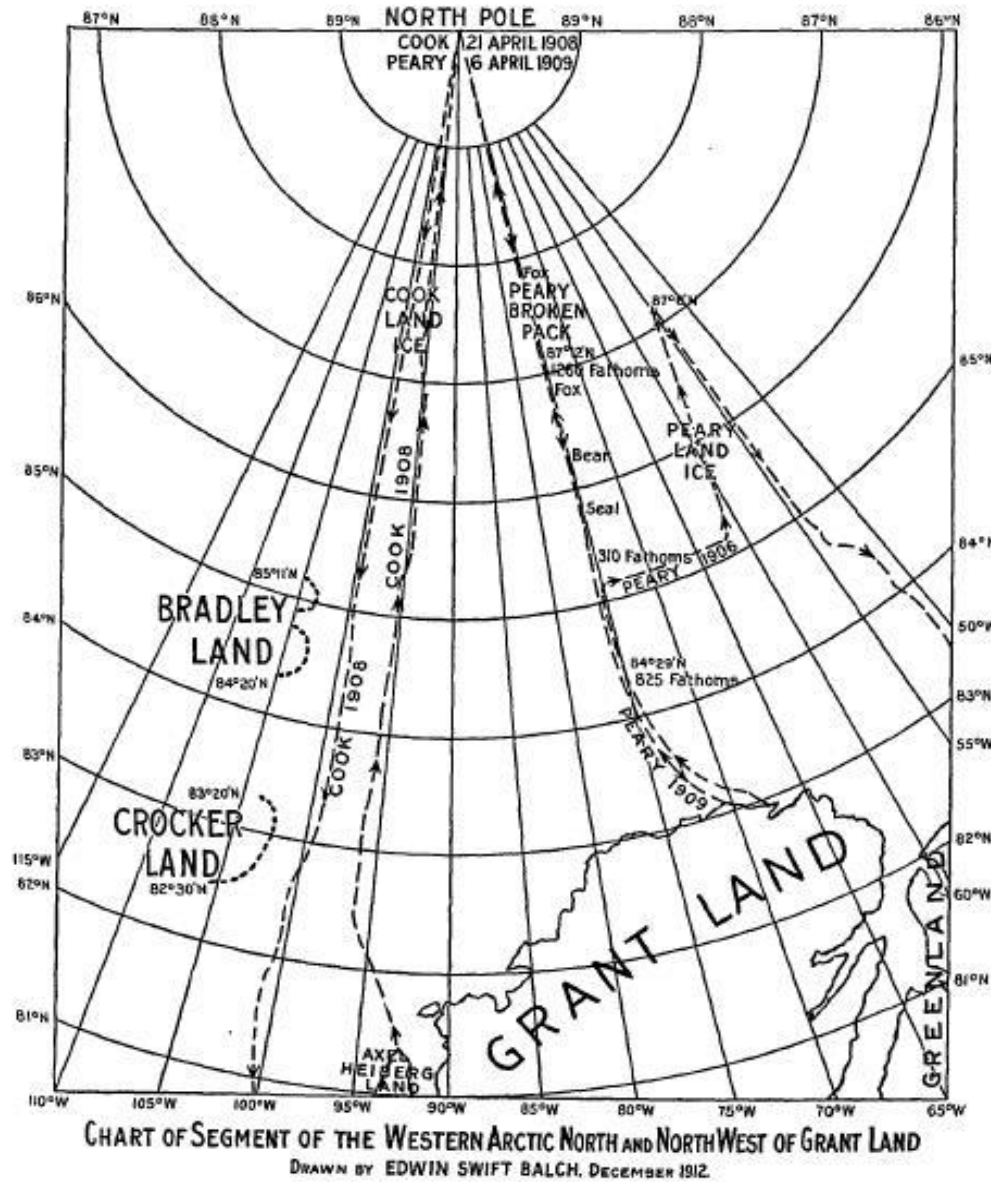 NORTH POLE
87°N 88°N 89°N 89°N 88°N 87°N 86°N
COOK 21 APRIL 1908
PEARY 6 APRIL 1909
Fox
PEARY
BROKEN
PACK
COOK
LAND
ICE
86°N
87°6'N
87°12'N
1260 Fathoms
Fox
85°N
PEARY
LAND
ICE
Bear
85°N
COOK 1908
Seal
84°N
310 Fathoms
PEARY 1906
85°11'N
BRADLEY
LAND
84°20'N
84°N
50°W
COOK 1908
84°29'N
825 Fathoms
83°N
PEARY 1909
55°W
83°N
83°20'N
CROCKER
LAND
82°30'N
115°W
82°N
82°N
60°W
GRANT LAND
GREENLAND
81°N
81°N
AXEL
HEIBERG
LAND
110°W 105°W 100°W 95°W 90°W 85°W 80°W 75°W 70°W 65°W
CHART OF SEGMENT OF THE WESTERN ARCTIC NORTH AND NORTH WEST OF GRANT LAND
DRAWN BY EDWIN SWIFT BALCH, DECEMBER 1912.